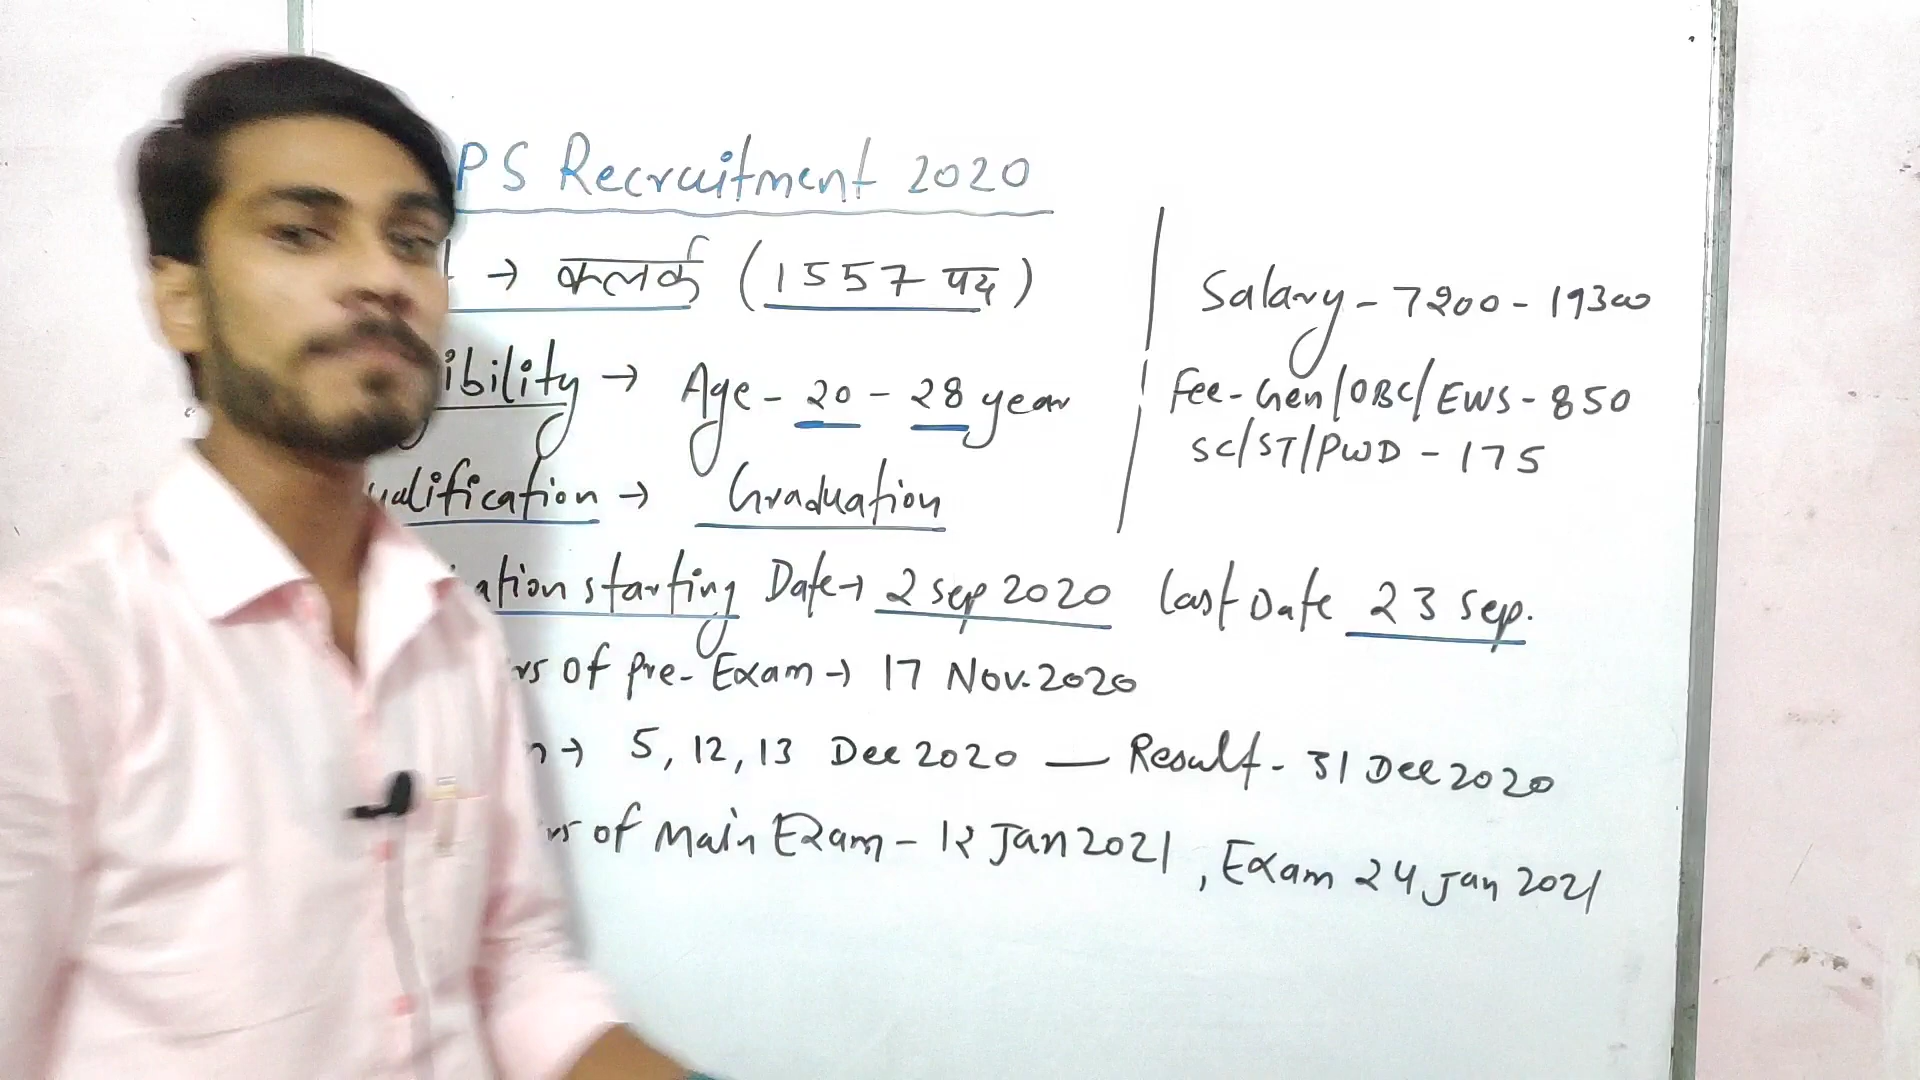 PS Recruitment 2020
→ कलर्क (1557 पद)
ibility → Age - 20 - 28 year
ualification → Graduation
ation starting Date → 2 Sep 2020 Last Date 23 Sep.
rs of Pre-Exam → 17 Nov. 2020
n → 5, 12, 13 Dec 2020 — Result - 31 Dec 2020
rs of Main Exam - 12 Jan 2021, Exam 24 Jan 2021
Salary - 7200 - 19300
Fee - Gen/OBC/EWS - 850
SC/ST/PWD - 175